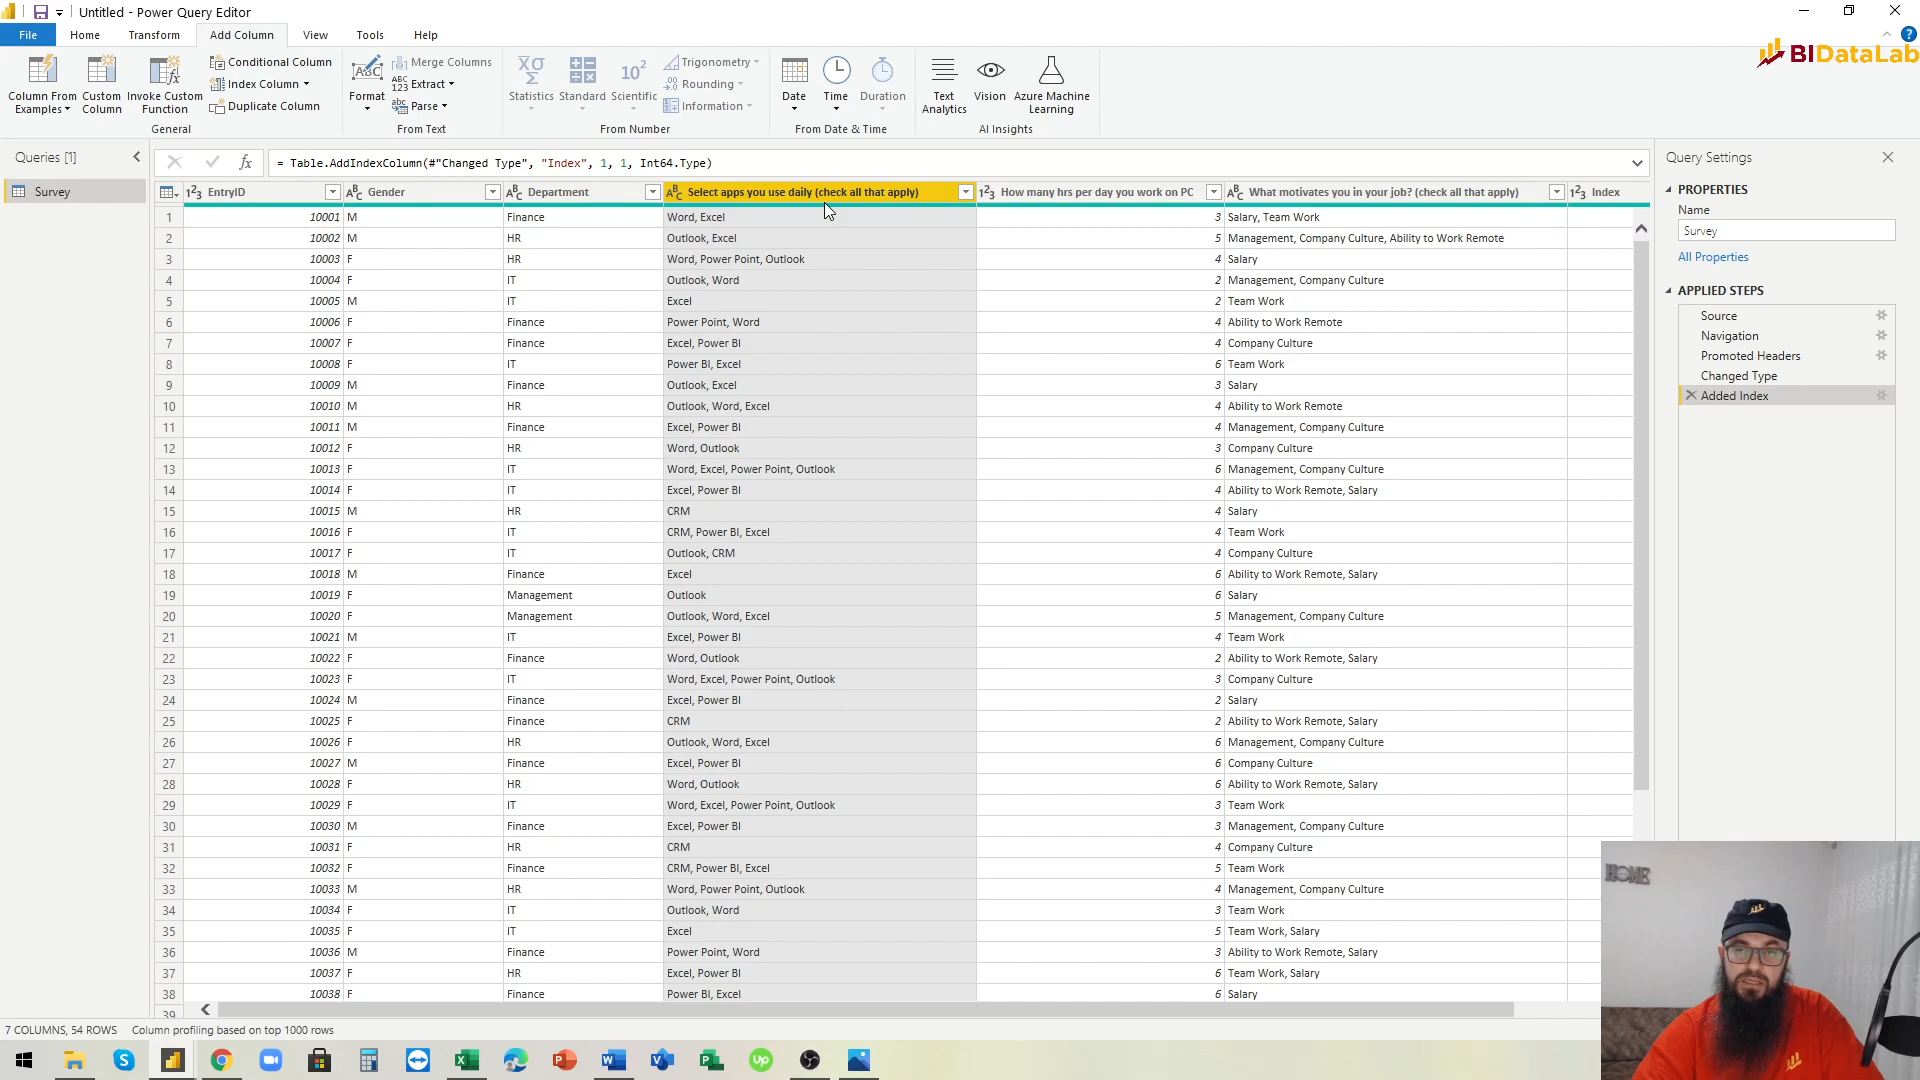 Untitled - Power Query Editor
File Home Transform Add Column View Tools Help
BIDataLab
Column From Examples
Custom Column
Invoke Custom Function
Conditional Column
Index Column
Duplicate Column
General
Format
Merge Columns
Extract
Parse
From Text
Statistics
Standard
Scientific
Trigonometry
Rounding
Information
From Number
Date
Time
Duration
From Date & Time
Text Analytics
Vision
Azure Machine Learning
AI Insights
Queries [1]
Survey
= Table.AddIndexColumn(#"Changed Type", "Index", 1, 1, Int64.Type)
EntryID Gender Department Select apps you use daily (check all that apply) How many hrs per day you work on PC What motivates you in your job? (check all that apply) Index
1 10001 M Finance Word, Excel 3 Salary, Team Work
2 10002 M HR Outlook, Excel 5 Management, Company Culture, Ability to Work Remote
3 10003 F HR Word, Power Point, Outlook 4 Salary
4 10004 F IT Outlook, Word 2 Management, Company Culture
5 10005 M IT Excel 2 Team Work
6 10006 F Finance Power Point, Word 4 Ability to Work Remote
7 10007 F Finance Excel, Power BI 4 Company Culture
8 10008 F IT Power BI, Excel 6 Team Work
9 10009 M Finance Outlook, Excel 3 Salary
10 10010 M HR Outlook, Word, Excel 4 Ability to Work Remote
11 10011 M Finance Excel, Power BI 4 Management, Company Culture
12 10012 F HR Word, Outlook 3 Company Culture
13 10013 F IT Word, Excel, Power Point, Outlook 6 Management, Company Culture
14 10014 F IT Excel, Power BI 4 Ability to Work Remote, Salary
15 10015 M HR CRM 4 Salary
16 10016 F IT CRM, Power BI, Excel 4 Team Work
17 10017 F IT Outlook, CRM 4 Company Culture
18 10018 M Finance Excel 6 Ability to Work Remote, Salary
19 10019 F Management Outlook 6 Salary
20 10020 F Management Outlook, Word, Excel 5 Management, Company Culture
21 10021 M IT Excel, Power BI 4 Team Work
22 10022 F Finance Word, Outlook 2 Ability to Work Remote, Salary
23 10023 F IT Word, Excel, Power Point, Outlook 3 Company Culture
24 10024 M Finance Excel, Power BI 2 Salary
25 10025 F Finance CRM 2 Ability to Work Remote, Salary
26 10026 F HR Outlook, Word, Excel 6 Management, Company Culture
27 10027 M Finance Excel, Power BI 6 Company Culture
28 10028 F HR Word, Outlook 6 Ability to Work Remote, Salary
29 10029 F IT Word, Excel, Power Point, Outlook 3 Team Work
30 10030 M Finance Excel, Power BI 3 Management, Company Culture
31 10031 F HR CRM 4 Company Culture
32 10032 F Finance CRM, Power BI, Excel 5 Team Work
33 10033 M HR Word, Power Point, Outlook 4 Management, Company Culture
34 10034 F IT Outlook, Word 3 Team Work
35 10035 F IT Excel 5 Team Work, Salary
36 10036 M Finance Power Point, Word 3 Ability to Work Remote, Salary
37 10037 F HR Excel, Power BI 6 Team Work, Salary
38 10038 F Finance Power BI, Excel 6 Salary
39
Query Settings
PROPERTIES
Name
Survey
All Properties
APPLIED STEPS
Source
Navigation
Promoted Headers
Changed Type
Added Index
HOME
7 COLUMNS, 54 ROWS Column profiling based on top 1000 rows